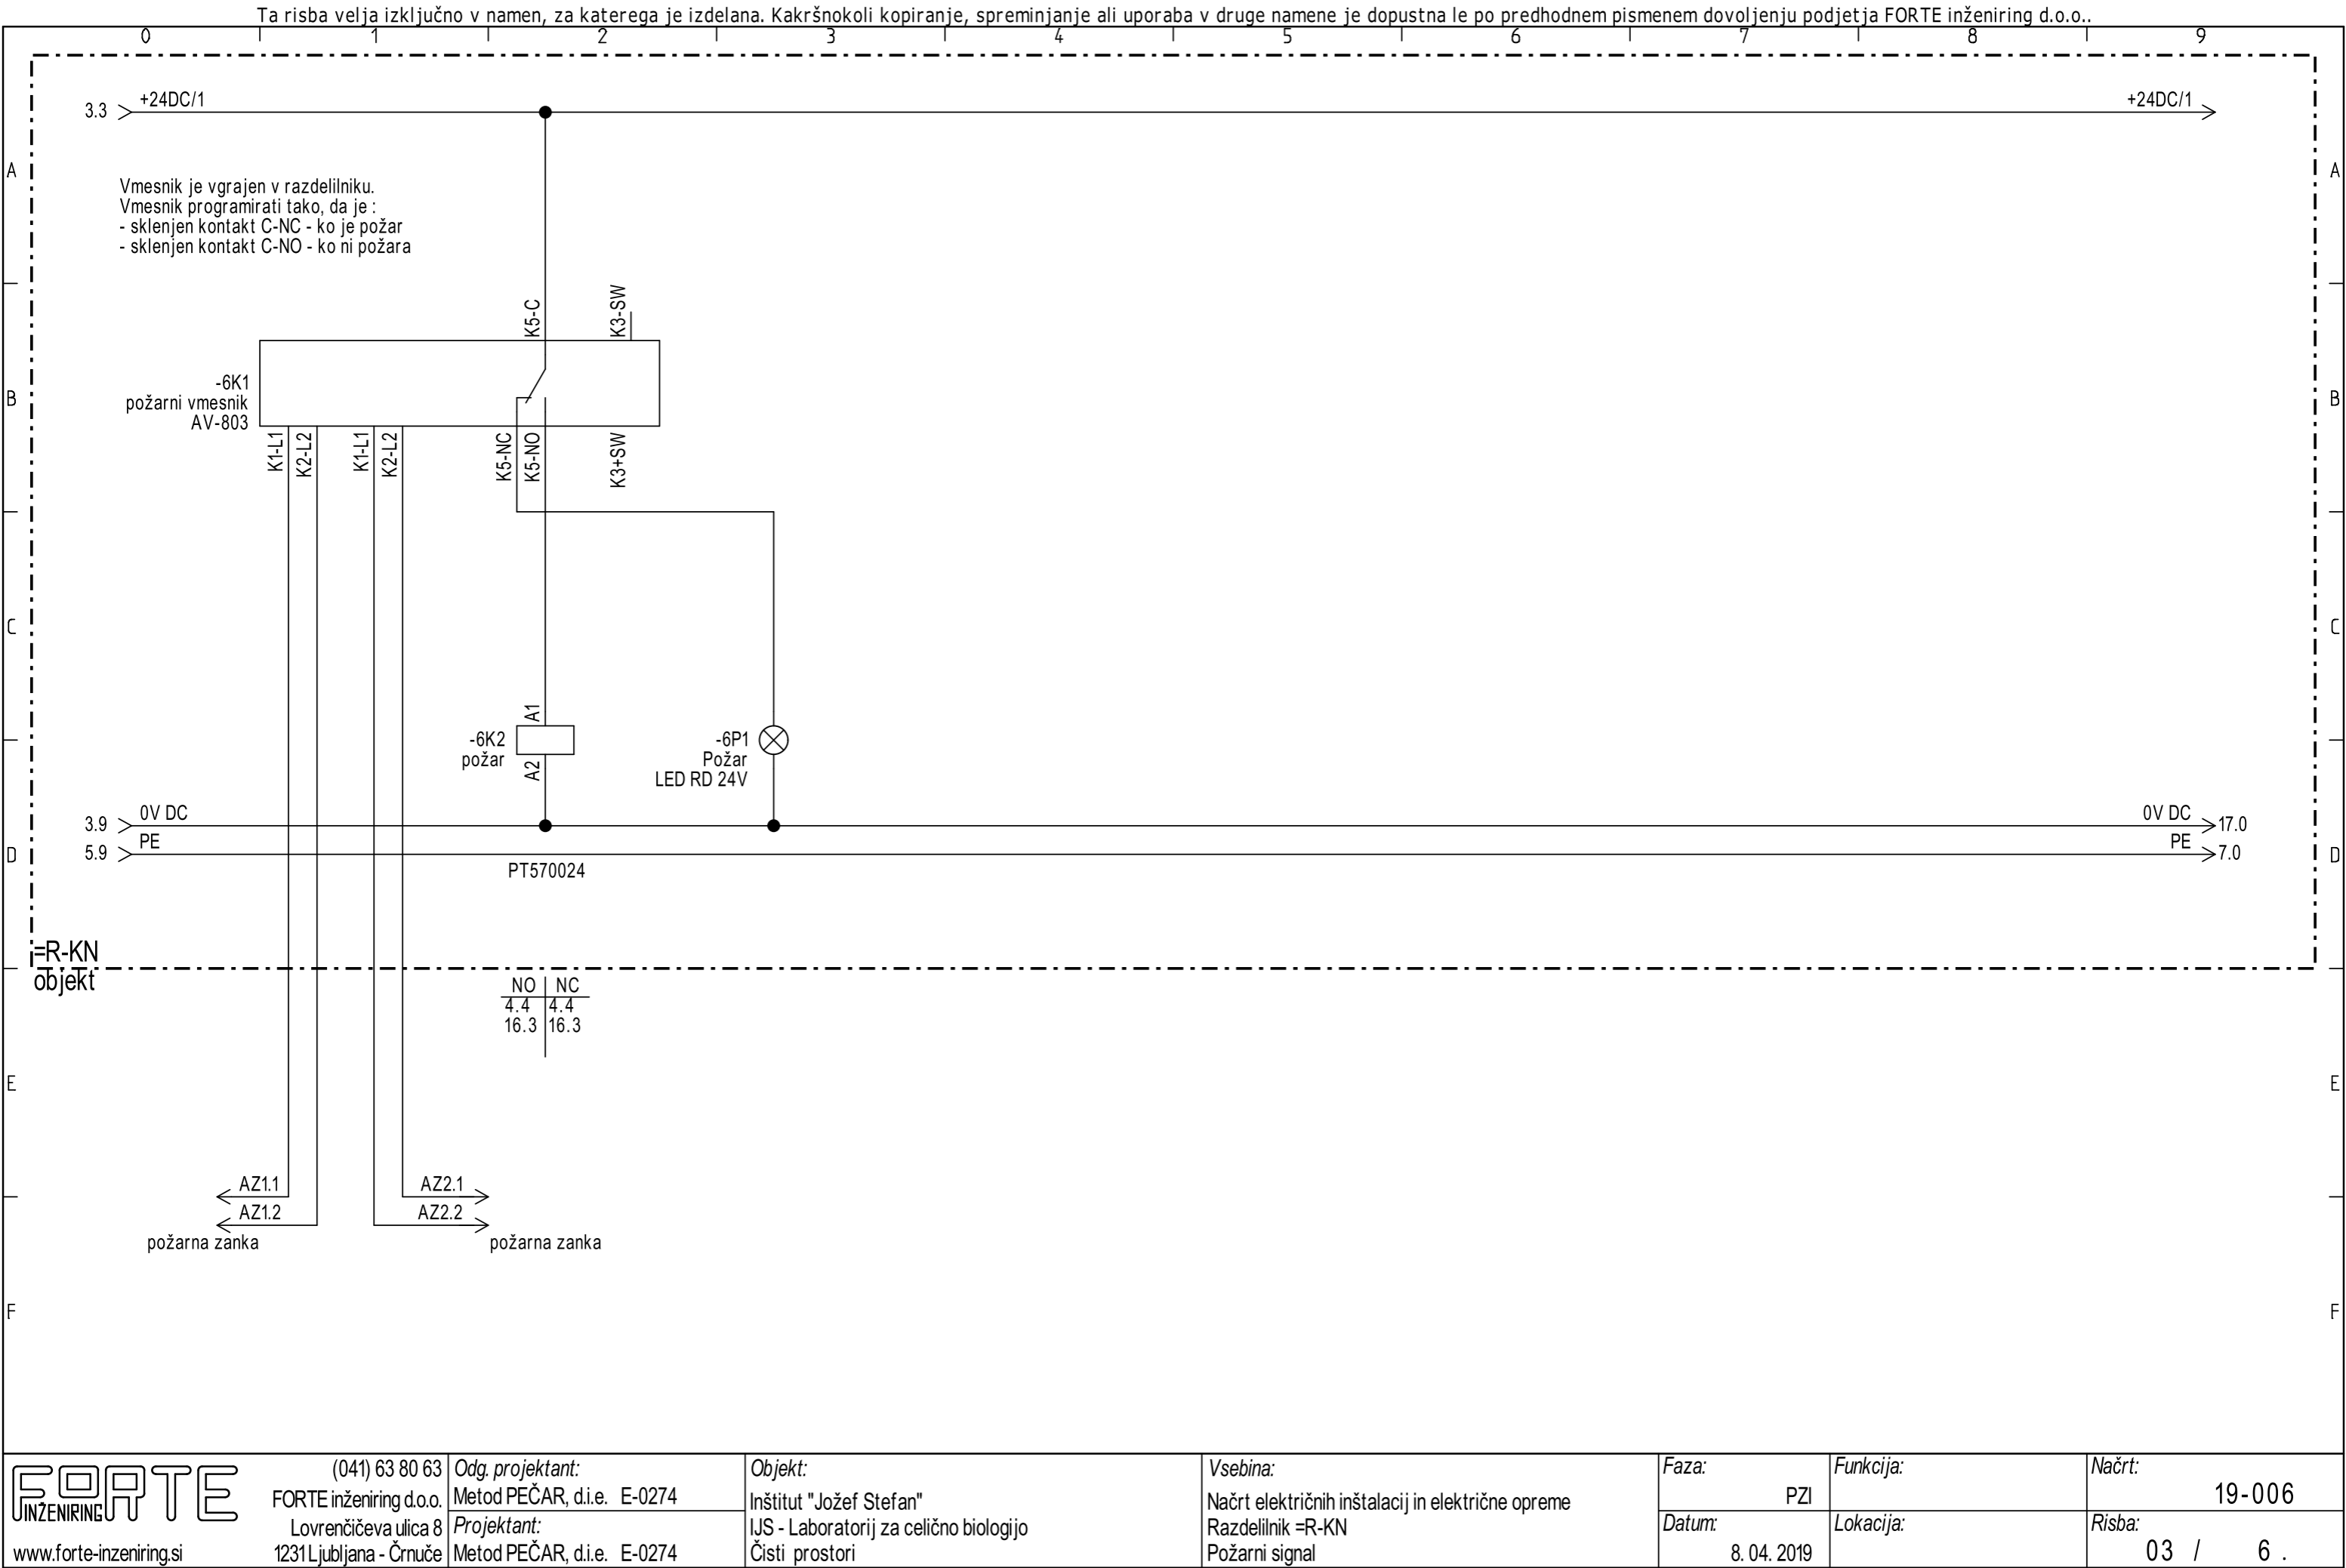 Ta risba velja izključno v namen, za katerega je izdelana. Kakršnokoli kopiranje, spreminjanje ali uporaba v druge namene je dopustna le po predhodnem pismenem dovoljenju podjetja FORTE inženiring d.o.o..
0 1 2 3 4 5 6 7 8 9
+24DC/1 +24DC/1
3.3
A A
Vmesnik je vgrajen v razdelilniku.
Vmesnik programirati tako, da je :
- sklenjen kontakt C-NC - ko je požar
- sklenjen kontakt C-NO - ko ni požara
K5-C K3-SW
-6K1
požarni vmesnik
AV-803
B B
K1-L1 K2-L2 K1-L1 K2-L2 K5-NC K5-NO K3+SW
C C
A1
-6K2
požar
A2
-6P1
Požar
LED RD 24V
3.9 0V DC 0V DC 17.0
5.9 PE PE 7.0
D D
PT570024
=R-KN
objekt
NO NC
4.4 4.4
16.3 16.3
E E
AZ1.1 AZ2.1
AZ1.2 AZ2.2
požarna zanka požarna zanka
F F
FORTE
INŽENIRING
www.forte-inzeniring.si
(041) 63 80 63
FORTE inženiring d.o.o.
Lovrenčičeva ulica 8
1231 Ljubljana - Črnuče
Odg. projektant:
Metod PEČAR, d.i.e. E-0274
Projektant:
Metod PEČAR, d.i.e. E-0274
Objekt:
Inštitut "Jožef Stefan"
IJS - Laboratorij za celično biologijo
Čisti prostori
Vsebina:
Načrt električnih inštalacij in električne opreme
Razdelilnik =R-KN
Požarni signal
Faza:
PZI
Datum:
8. 04. 2019
Funkcija:
Lokacija:
Načrt:
19-006
Risba:
03 / 6 .